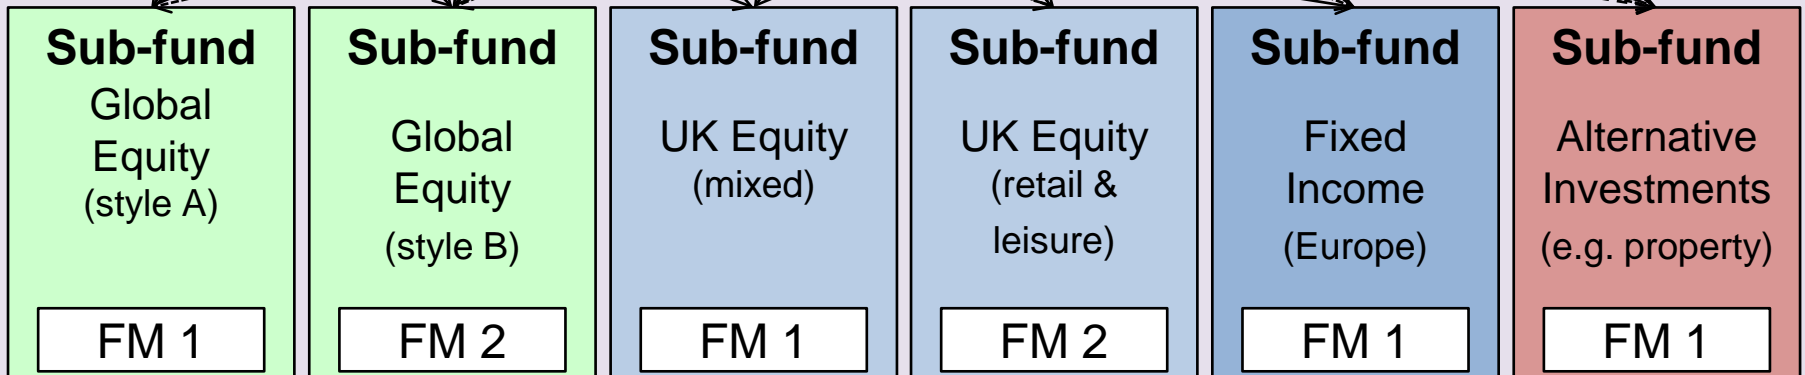 Sub-fund
Global
Equity
(style A)
FM 1
Sub-fund
Global
Equity
(style B)
FM 2
Sub-fund
UK Equity
(mixed)
FM 1
Sub-fund
UK Equity
(retail &
leisure)
FM 2
Sub-fund
Fixed
Income
(Europe)
FM 1
Sub-fund
Alternative
Investments
(e.g. property)
FM 1